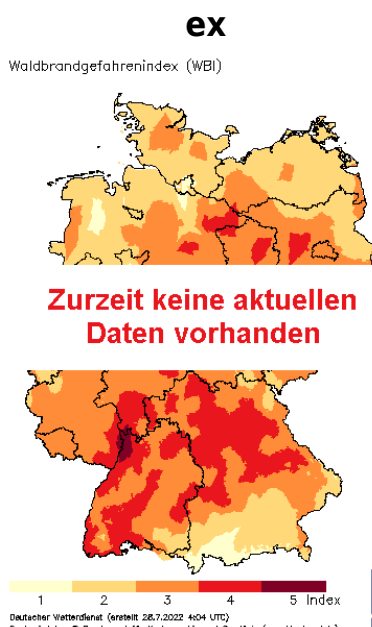 ex
Waldbrandgefahrenindex (WBI)
Zurzeit keine aktuellen
Daten vorhanden
1 2 3 4 5 Index
Deutscher Wetterdienst (erstellt 28.7.2022 4:04 UTC)